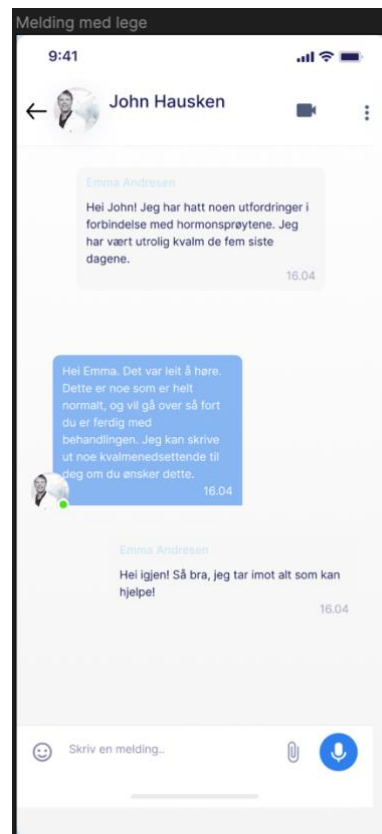 Melding med lege
9:41
John Hausken
Emma Andresen
Hei John! Jeg har hatt noen utfordringer i
forbindelse med hormonsprøytene. Jeg
har vært utrolig kvalm de fem siste
dagene.
16.04
Hei Emma. Det var leit å høre.
Dette er noe som er helt
normalt, og vil gå over så fort
du er ferdig med
behandlingen. Jeg kan skrive
ut noe kvalmenedsettende til
deg om du ønsker dette.
16.04
Emma Andresen
Hei igjen! Så bra, jeg tar imot alt som kan
hjelpe!
16.04
Skriv en melding..